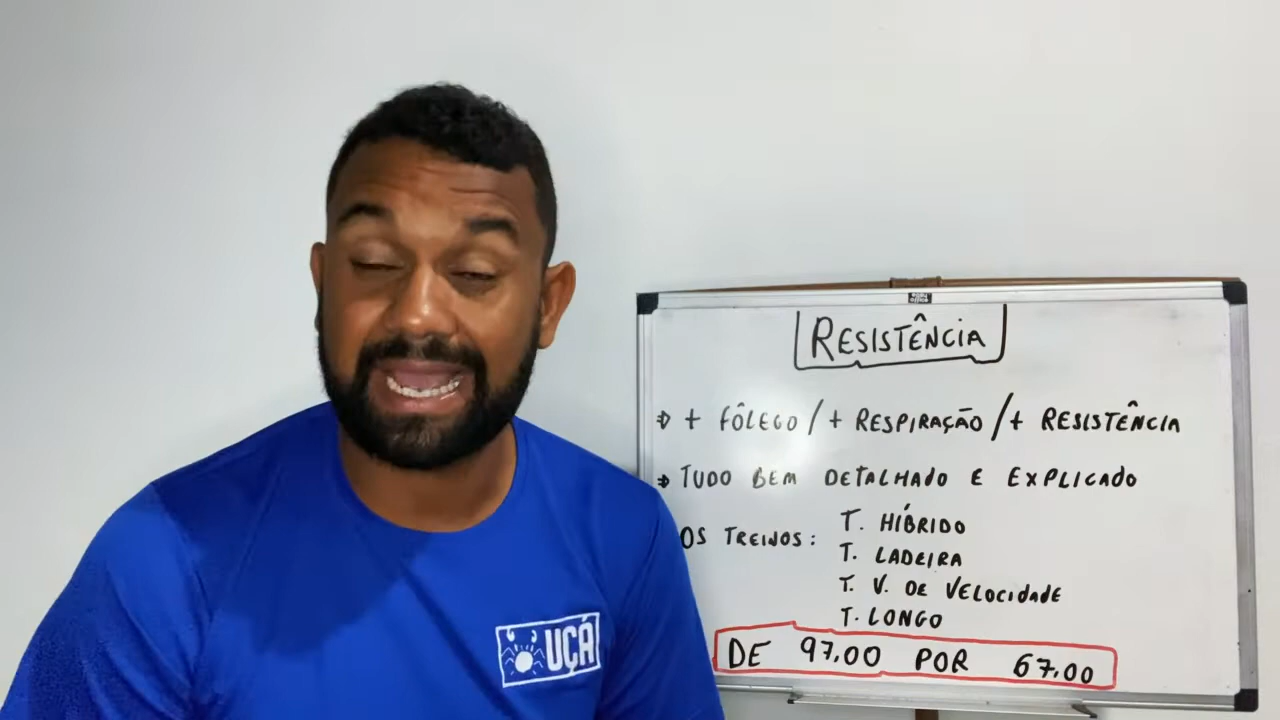 RESISTÊNCIA
+ FÔLEGO / + RESPIRAÇÃO / + RESISTÊNCIA
TUDO BEM DETALHADO E EXPLICADO
OS TREINOS: T. HÍBRIDO
T. LADEIRA
T. V. DE VELOCIDADE
T. LONGO
DE 97,00 POR 67,00
UÇÁ